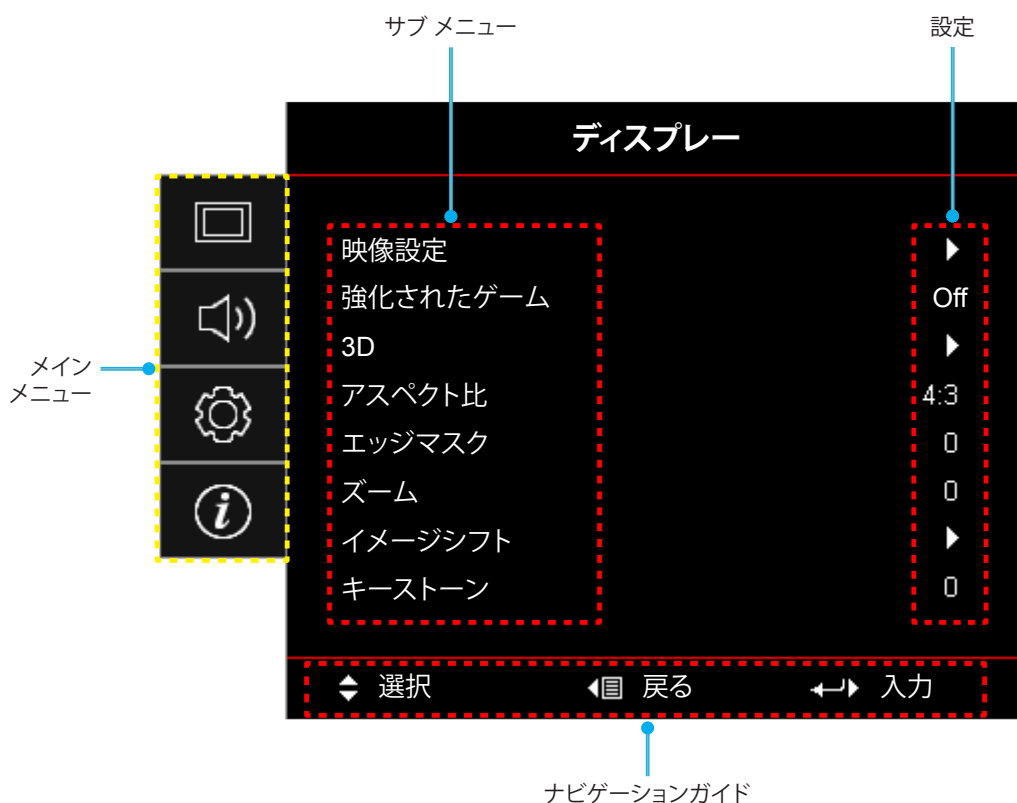 サブ メニュー
設定
ディスプレー
映像設定
強化されたゲーム Off
3D
アスペクト比 4:3
エッジマスク 0
ズーム 0
イメージシフト
キーストーン 0
メイン
メニュー
選択 戻る 入力
ナビゲーションガイド